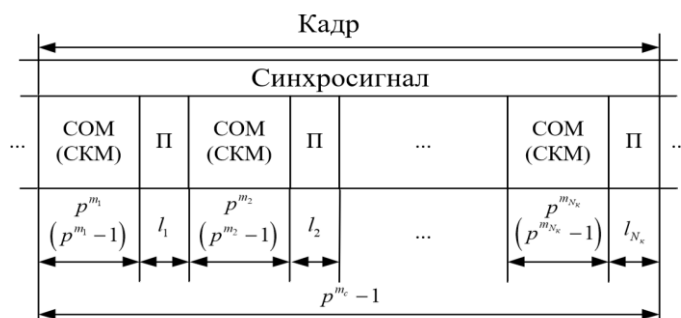 Кадр
Синхросигнал
... СОМ (СКМ) П СОМ (СКМ) П ... СОМ (СКМ) П ...
p^{m_1} (p^{m_1} − 1) l_1 p^{m_2} (p^{m_2} − 1) l_2 ... p^{m_{N_к}} (p^{m_{N_к}} − 1) l_{N_к}
p^{m_c} − 1